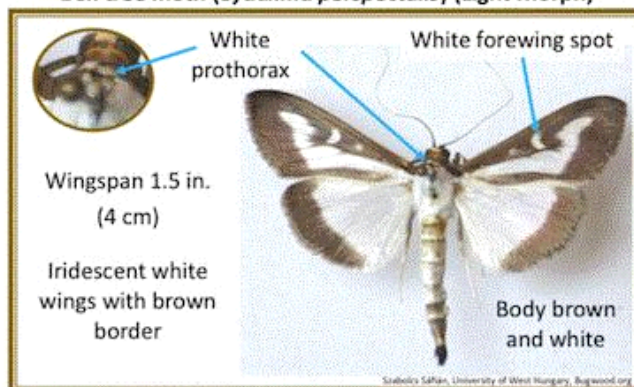 White
prothorax
White forewing spot
Wingspan 1.5 in.
(4 cm)
Iridescent white
wings with brown
border
Body brown
and white
Szabolcs Sáfián, University of West Hungary, Bugwood.org